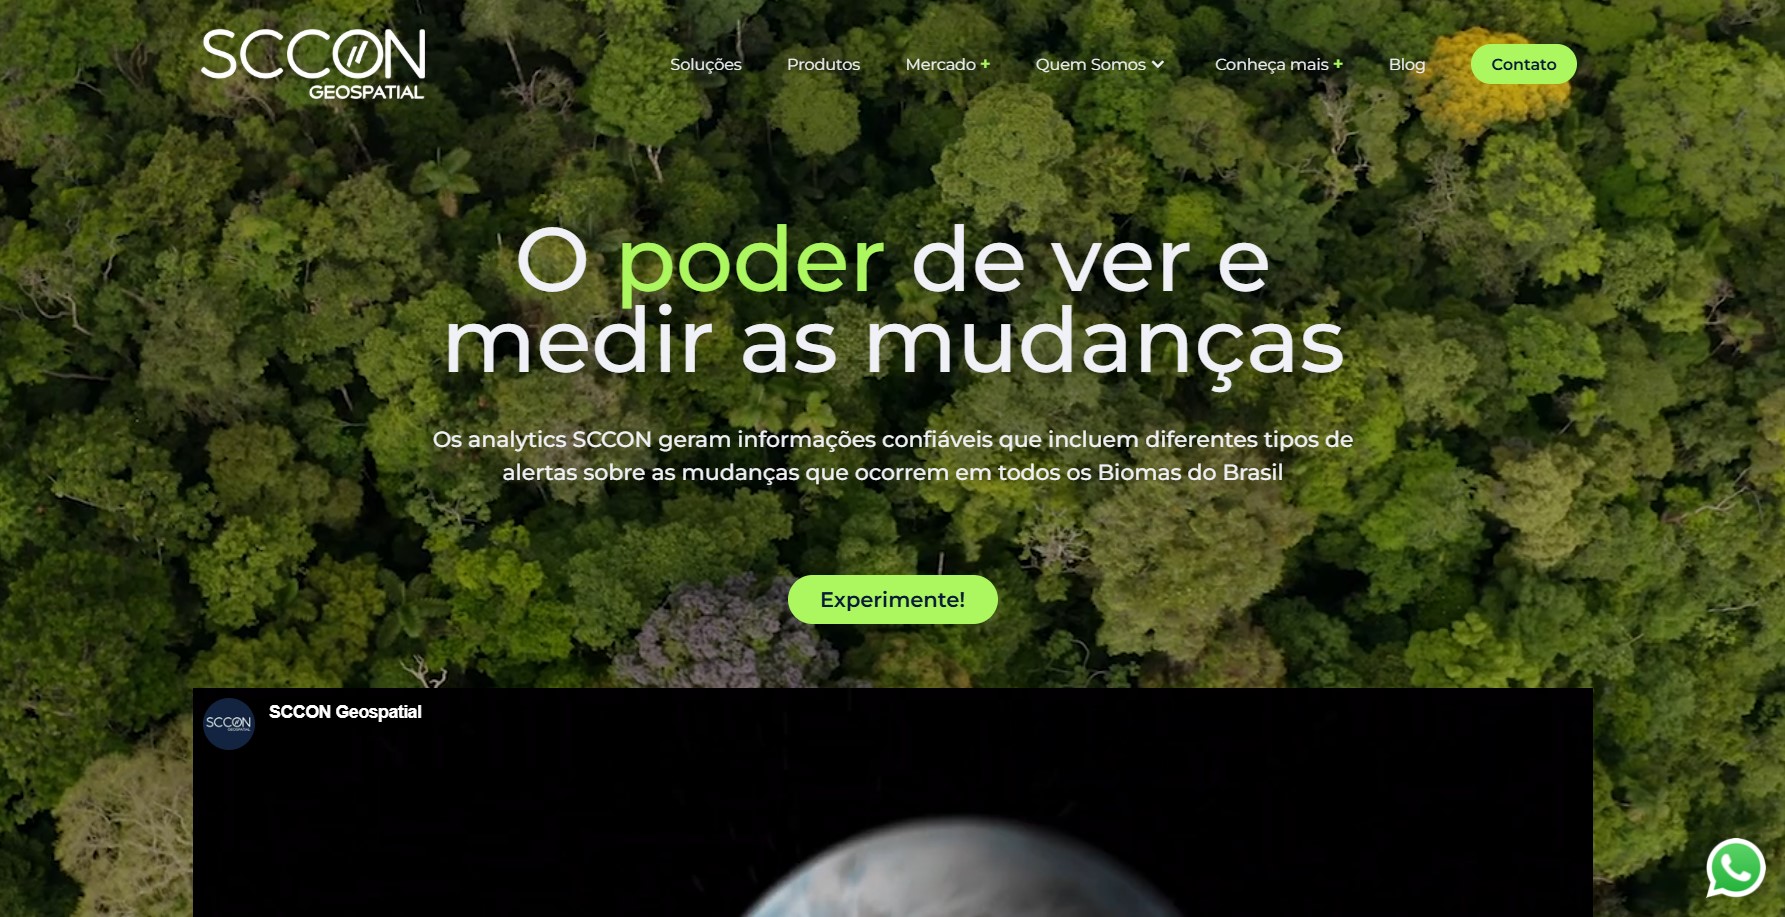 SCCON
GEOSPATIAL
Soluções Produtos Mercado + Quem Somos Conheça mais + Blog Contato
O poder de ver e
medir as mudanças
Os analytics SCCON geram informações confiáveis que incluem diferentes tipos de
alertas sobre as mudanças que ocorrem em todos os Biomas do Brasil
Experimente!
SCCON
GEOSPATIAL
SCCON Geospatial